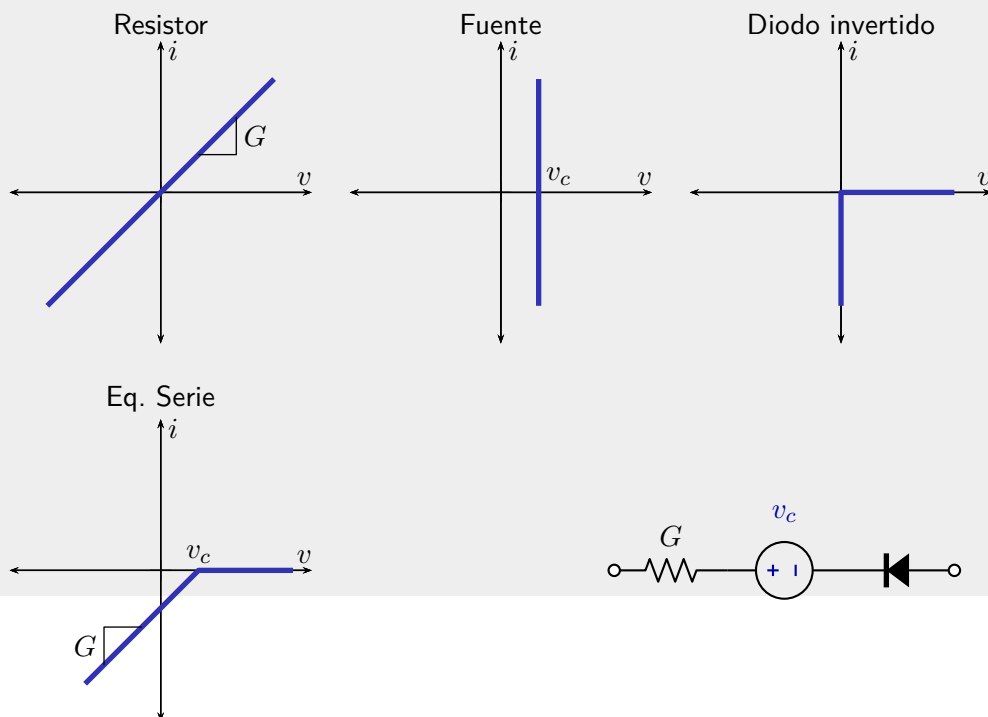 Resistor
Fuente
Diodo invertido
i
i
i
G
v
v_c
v
v
Eq. Serie
i
v_c
v
G
v_c
G
+ −